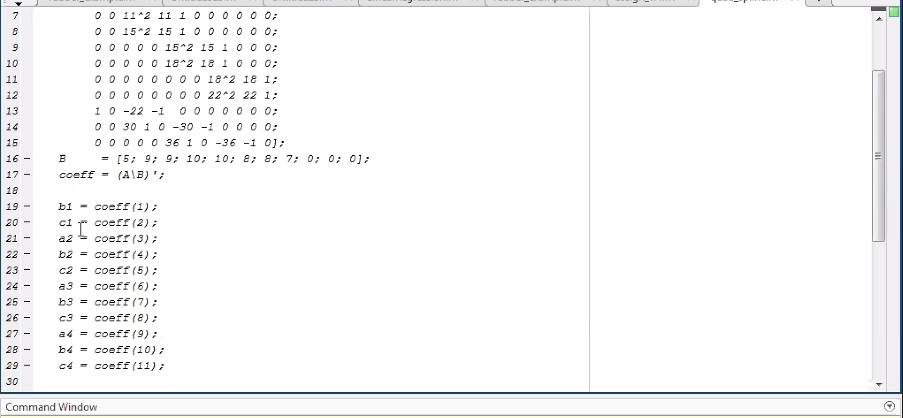 7 0 0 11^2 11 1 0 0 0 0 0 0;
8 0 0 15^2 15 1 0 0 0 0 0 0;
9 0 0 0 0 0 15^2 15 1 0 0 0;
10 0 0 0 0 0 18^2 18 1 0 0 0;
11 0 0 0 0 0 0 0 0 18^2 18 1;
12 0 0 0 0 0 0 0 0 22^2 22 1;
13 1 0 -22 -1 0 0 0 0 0 0 0;
14 0 0 30 1 0 -30 -1 0 0 0 0;
15 0 0 0 0 0 36 1 0 -36 -1 0];
16 - B = [5; 9; 9; 10; 10; 8; 8; 7; 0; 0; 0];
17 - coeff = (A\B)';
18
19 - b1 = coeff(1);
20 - c1 = coeff(2);
21 - a2 = coeff(3);
22 - b2 = coeff(4);
23 - c2 = coeff(5);
24 - a3 = coeff(6);
25 - b3 = coeff(7);
26 - c3 = coeff(8);
27 - a4 = coeff(9);
28 - b4 = coeff(10);
29 - c4 = coeff(11);
30
Command Window